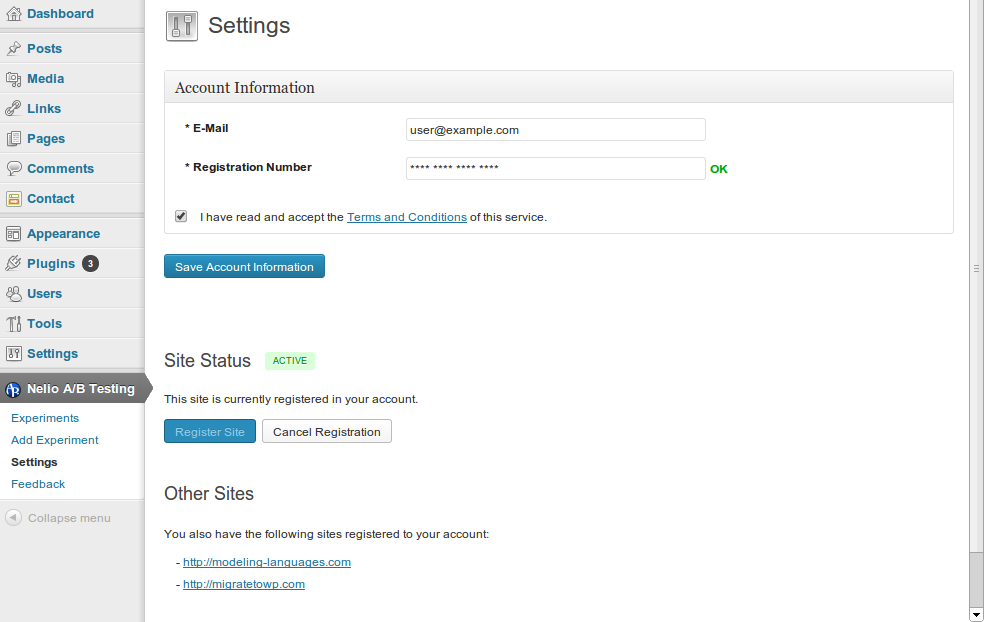 Dashboard
Posts
Media
Links
Pages
Comments
Contact
Appearance
Plugins 3
Users
Tools
Settings
Nelio A/B Testing
Experiments
Add Experiment
Settings
Feedback
Collapse menu
Settings
Account Information
* E-Mail user@example.com
* Registration Number **** **** **** **** OK
I have read and accept the Terms and Conditions of this service.
Save Account Information
Site Status ACTIVE
This site is currently registered in your account.
Register Site Cancel Registration
Other Sites
You also have the following sites registered to your account:
- http://modeling-languages.com
- http://migratetowp.com